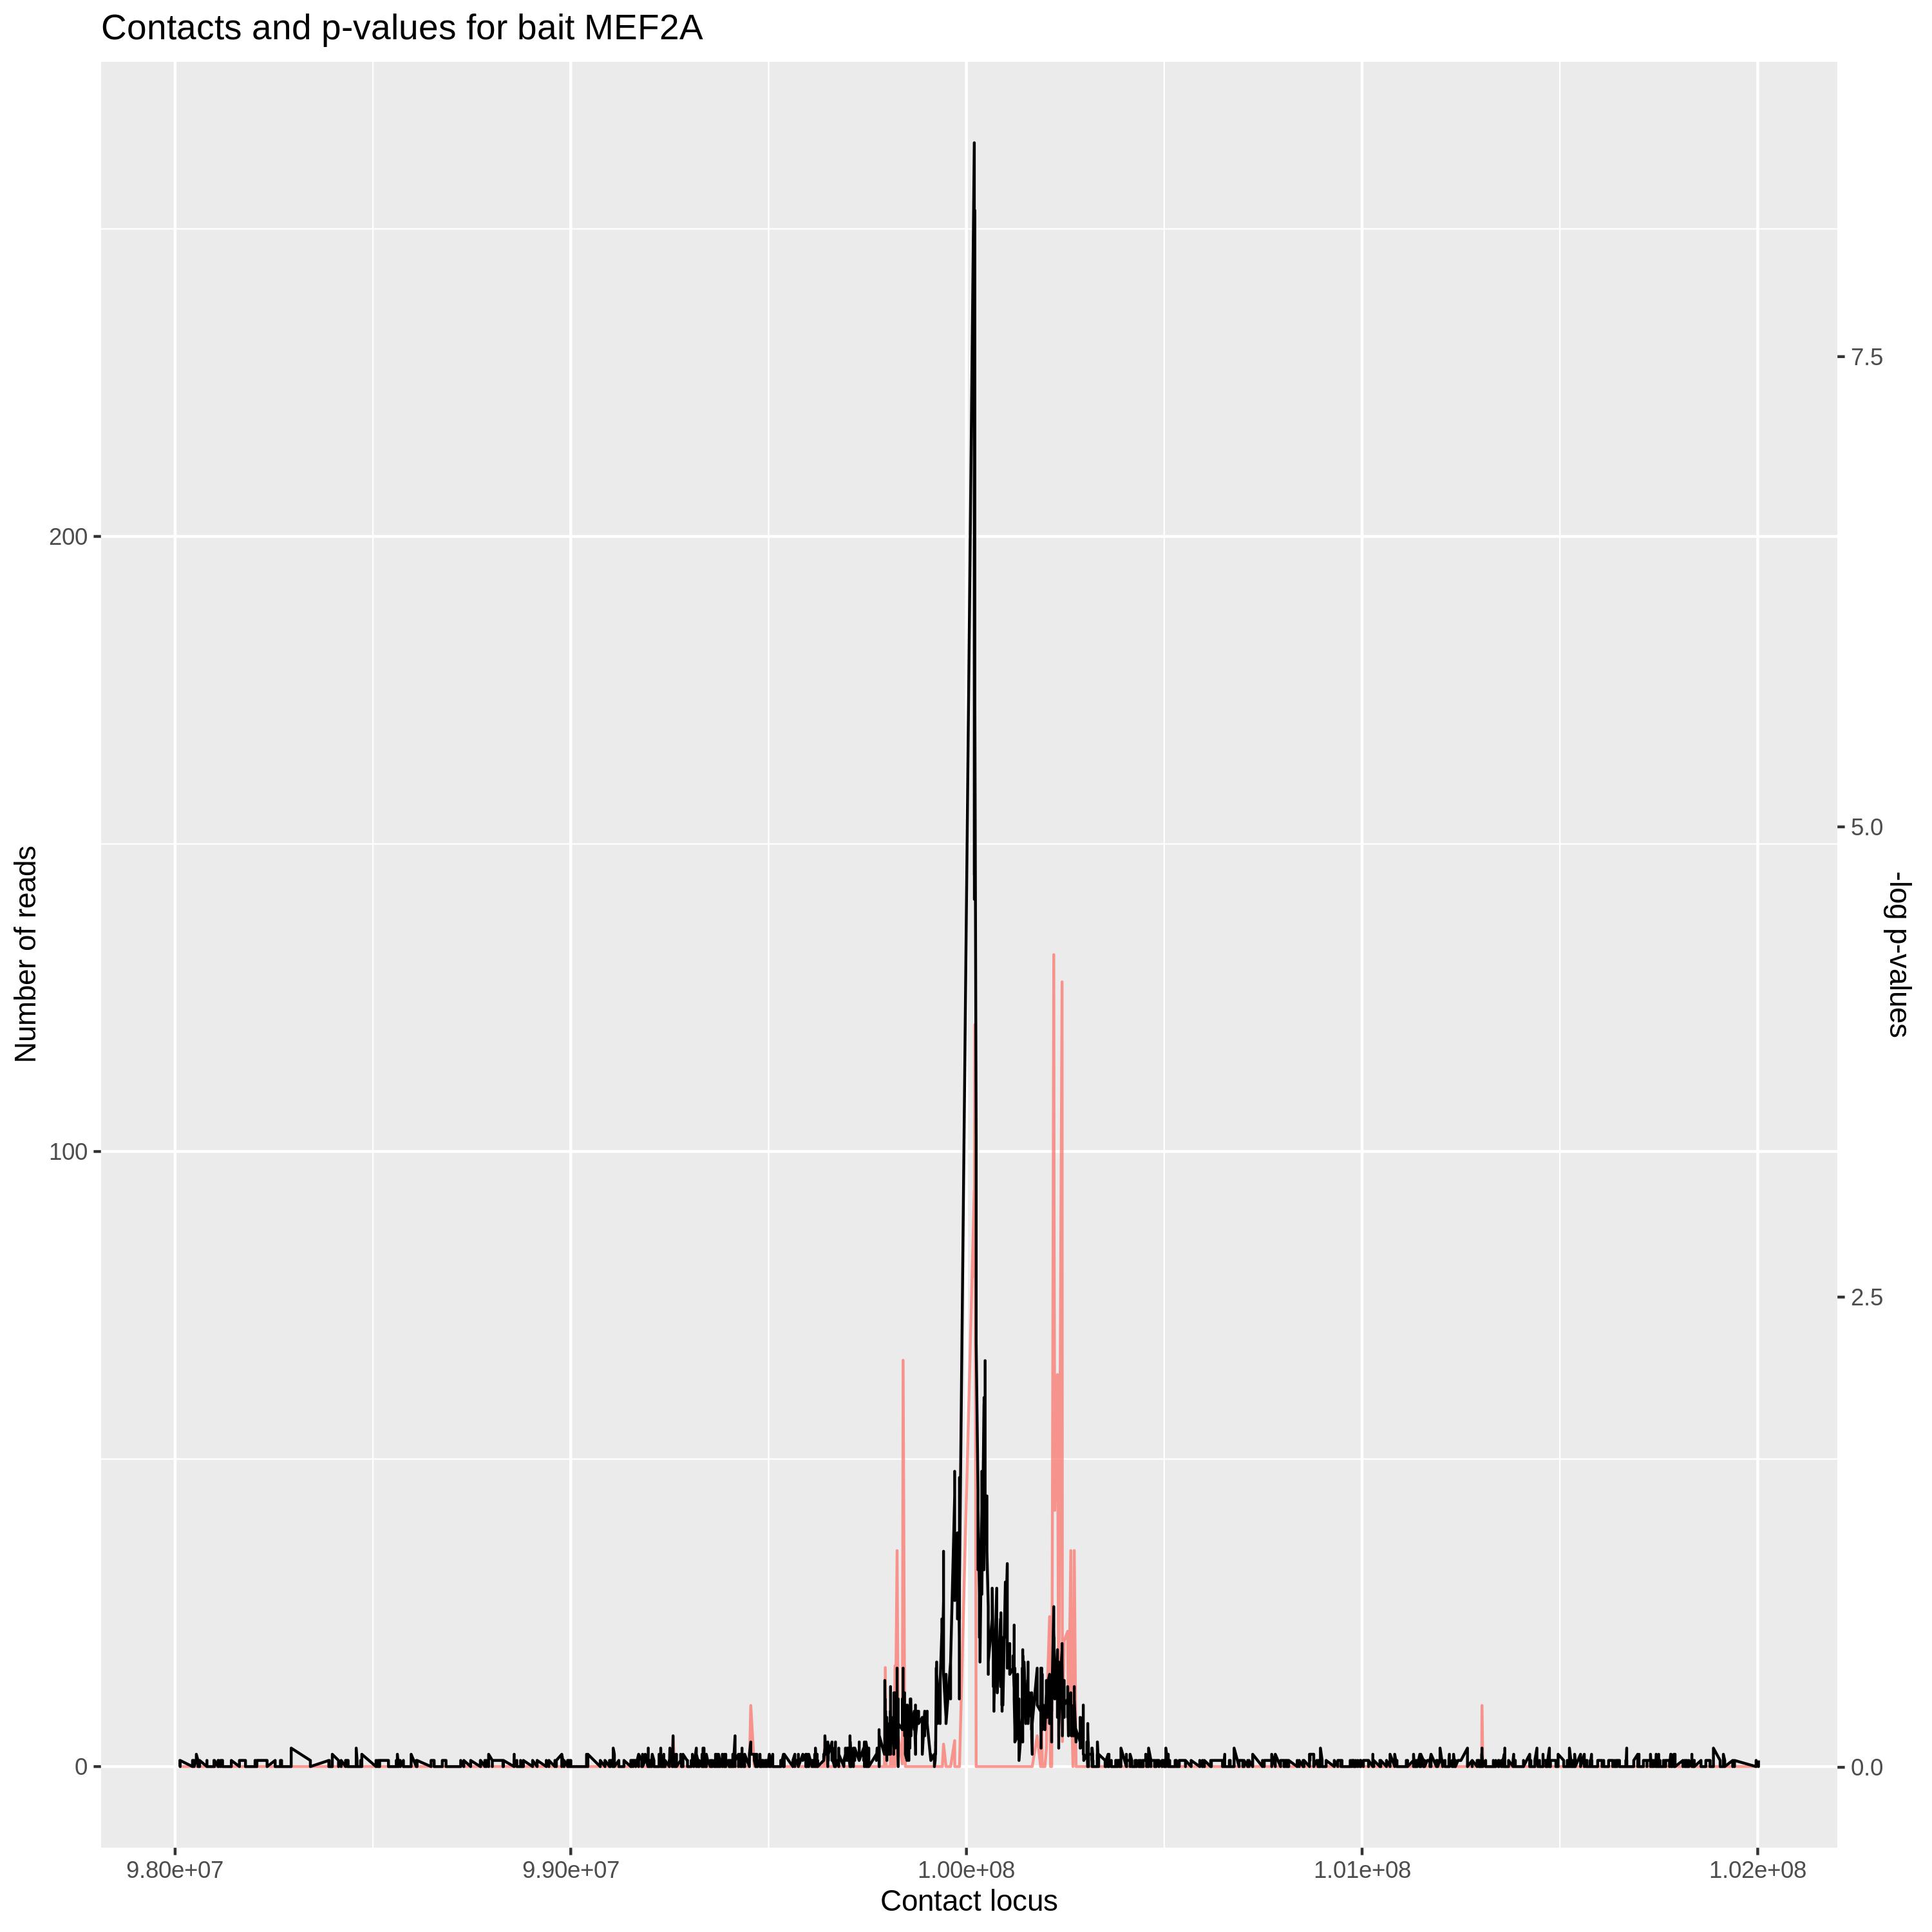 Contacts and p-values for bait MEF2A
Number of reads
200
100
0
7.5
5.0
2.5
0.0
-log p-values
9.80e+07
9.90e+07
1.00e+08
1.01e+08
1.02e+08
Contact locus